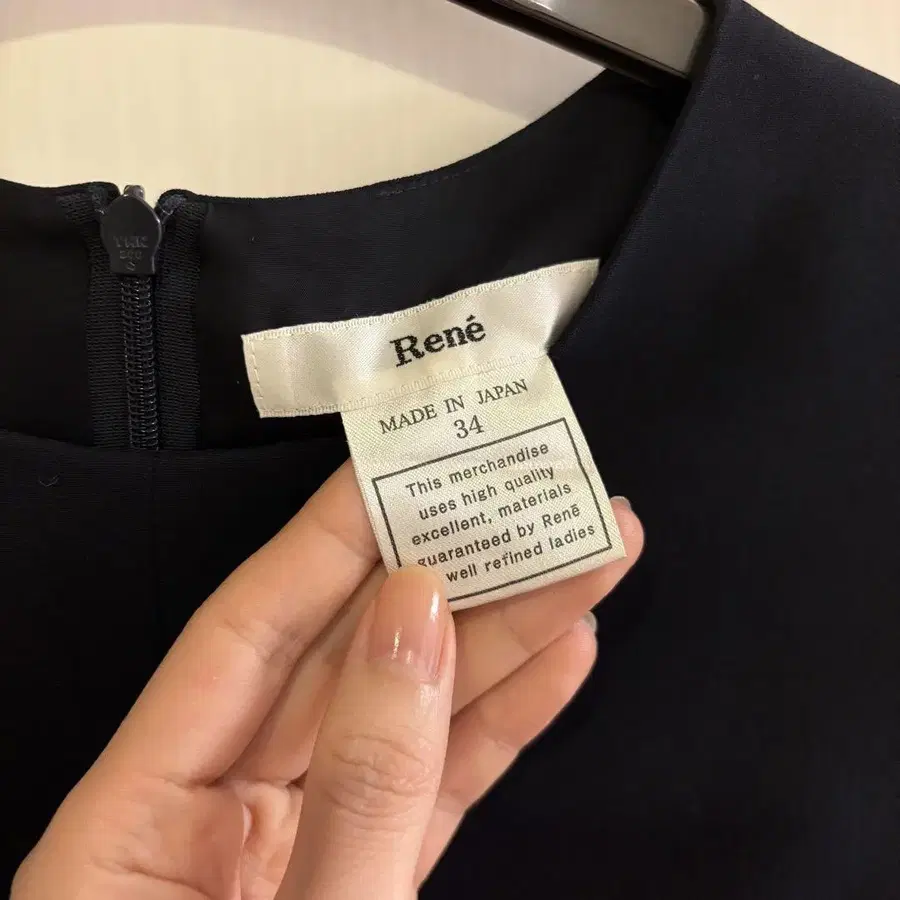 René
MADE IN JAPAN
34
This merchandise
uses high quality
excellent, materials
guaranteed by René
well refined ladies